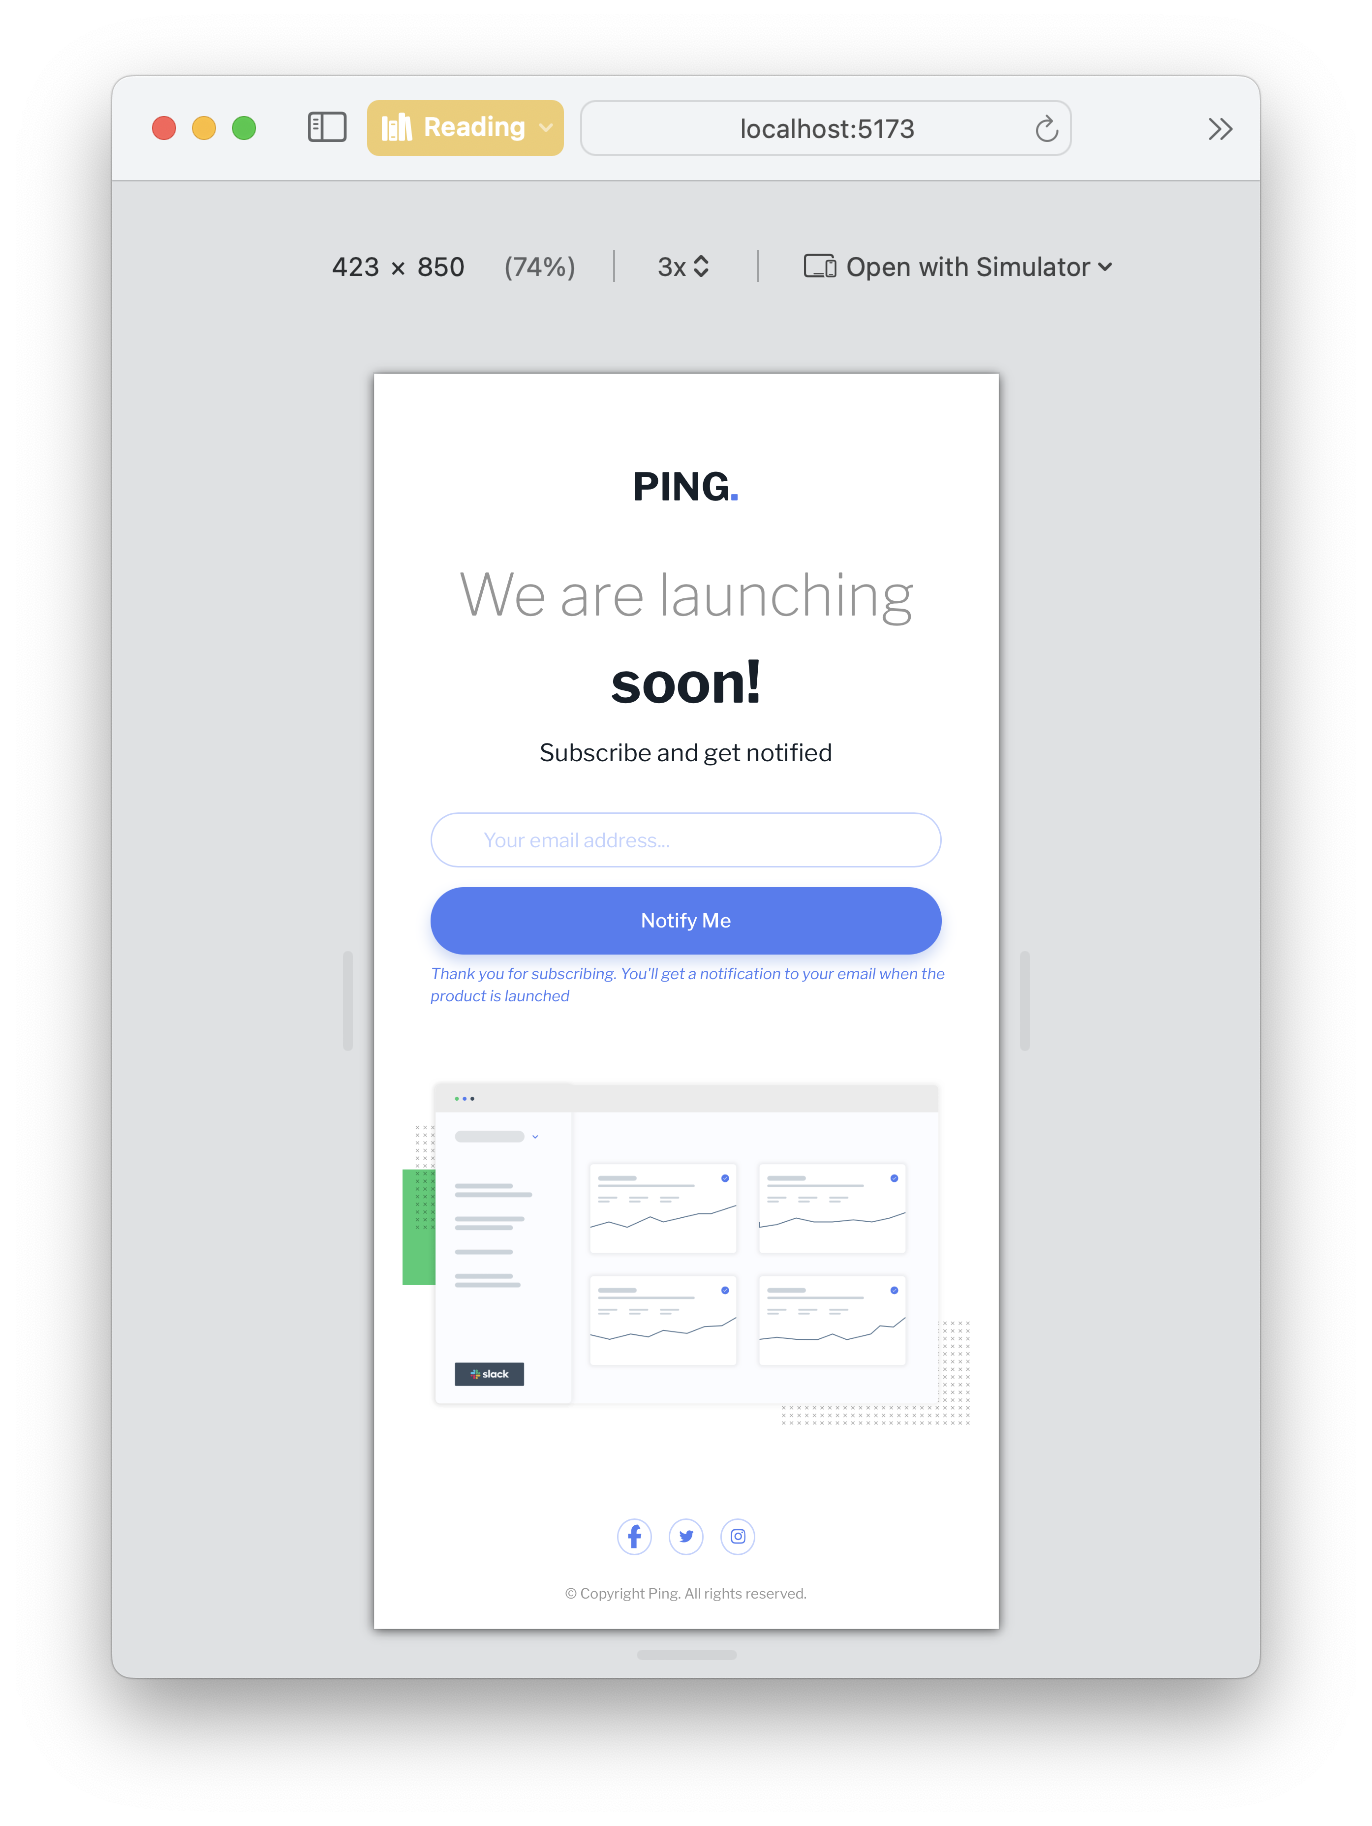 Reading
localhost:5173
423 × 850 (74%) 3x Open with Simulator
PING.
We are launching
soon!
Subscribe and get notified
Your email address...
Notify Me
Thank you for subscribing. You'll get a notification to your email when the
product is launched
slack
© Copyright Ping. All rights reserved.